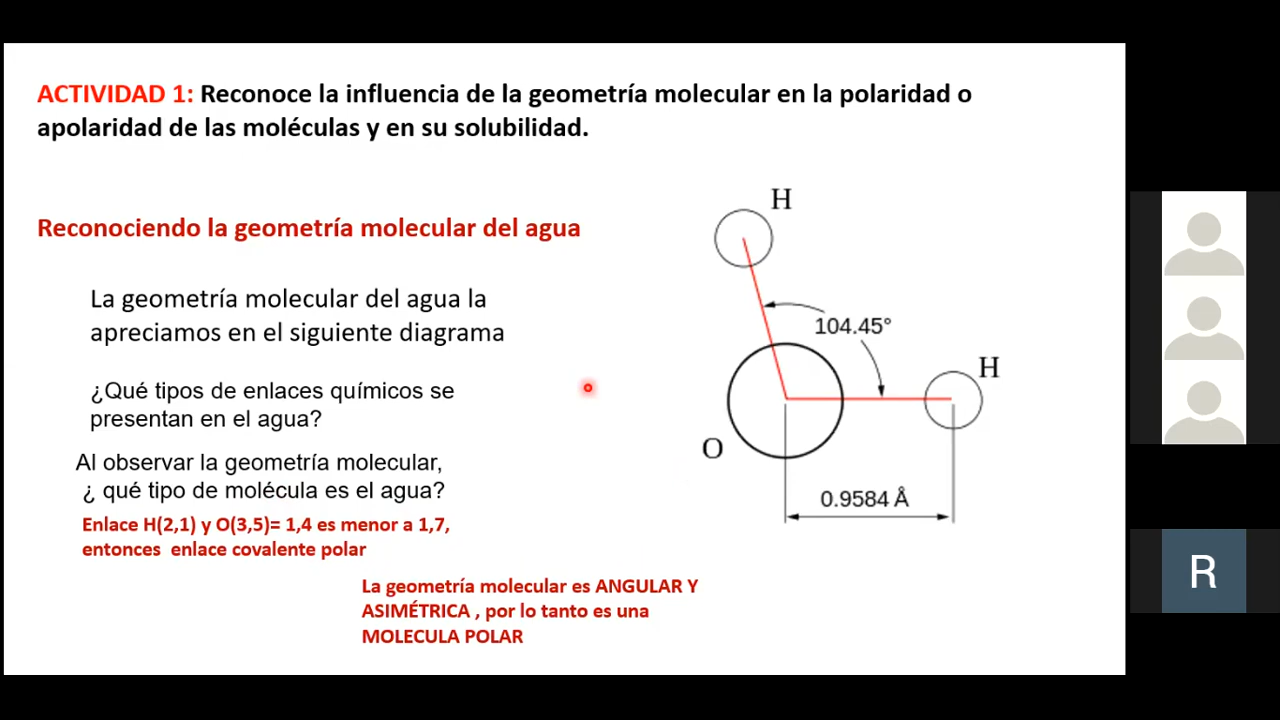 ACTIVIDAD 1: Reconoce la influencia de la geometría molecular en la polaridad o
apolaridad de las moléculas y en su solubilidad.
Reconociendo la geometría molecular del agua
La geometría molecular del agua la
apreciamos en el siguiente diagrama
¿Qué tipos de enlaces químicos se
presentan en el agua?
Al observar la geometría molecular,
¿ qué tipo de molécula es el agua?
Enlace H(2,1) y O(3,5)= 1,4 es menor a 1,7,
entonces enlace covalente polar
La geometría molecular es ANGULAR Y
ASIMÉTRICA , por lo tanto es una
MOLECULA POLAR
H
104.45°
H
O
0.9584 Å
R